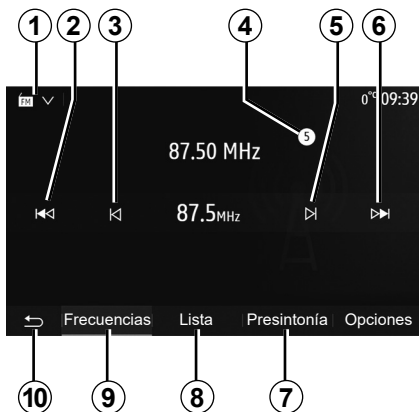 1 2 3 4 5 6
FM 0°C 09:39
5
87.50 MHz
87.5MHz
Frecuencias Lista Presintonía Opciones
10 9 8 7